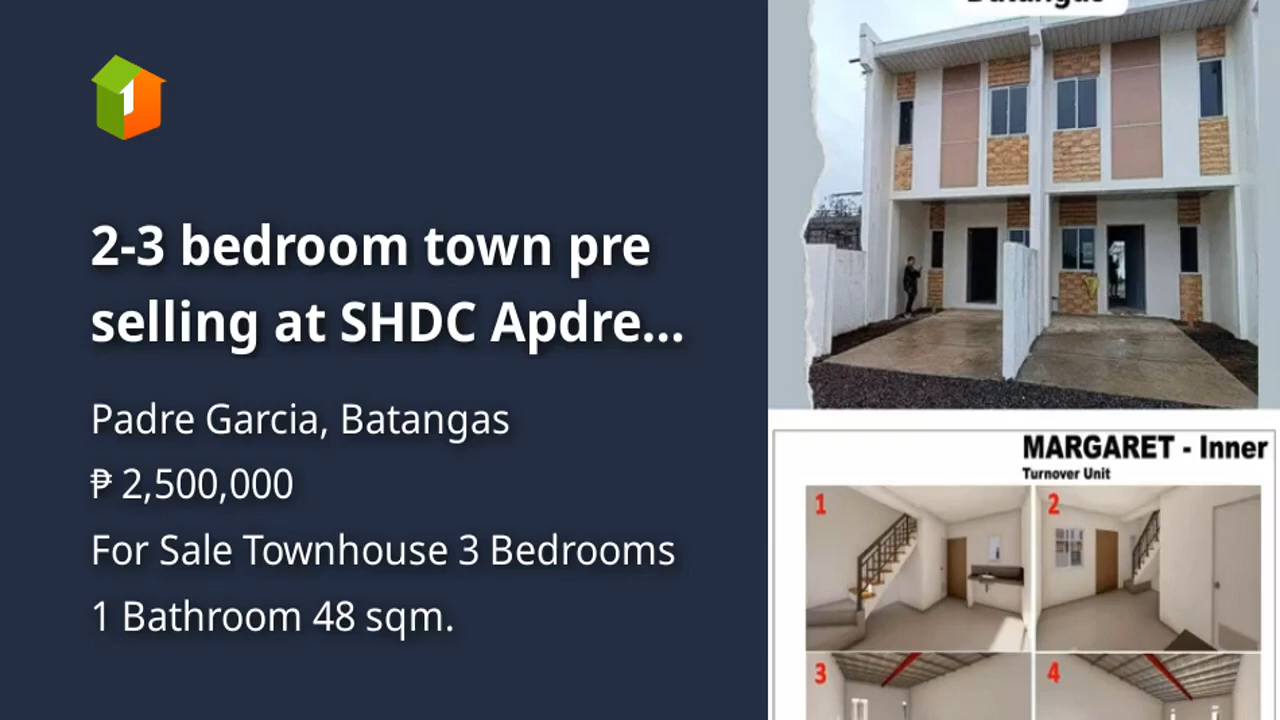 2-3 bedroom town pre
selling at SHDC Apdre...
Padre Garcia, Batangas
₱ 2,500,000
For Sale Townhouse 3 Bedrooms
1 Bathroom 48 sqm.
Batangas
MARGARET - Inner
Turnover Unit
1
2
3
4